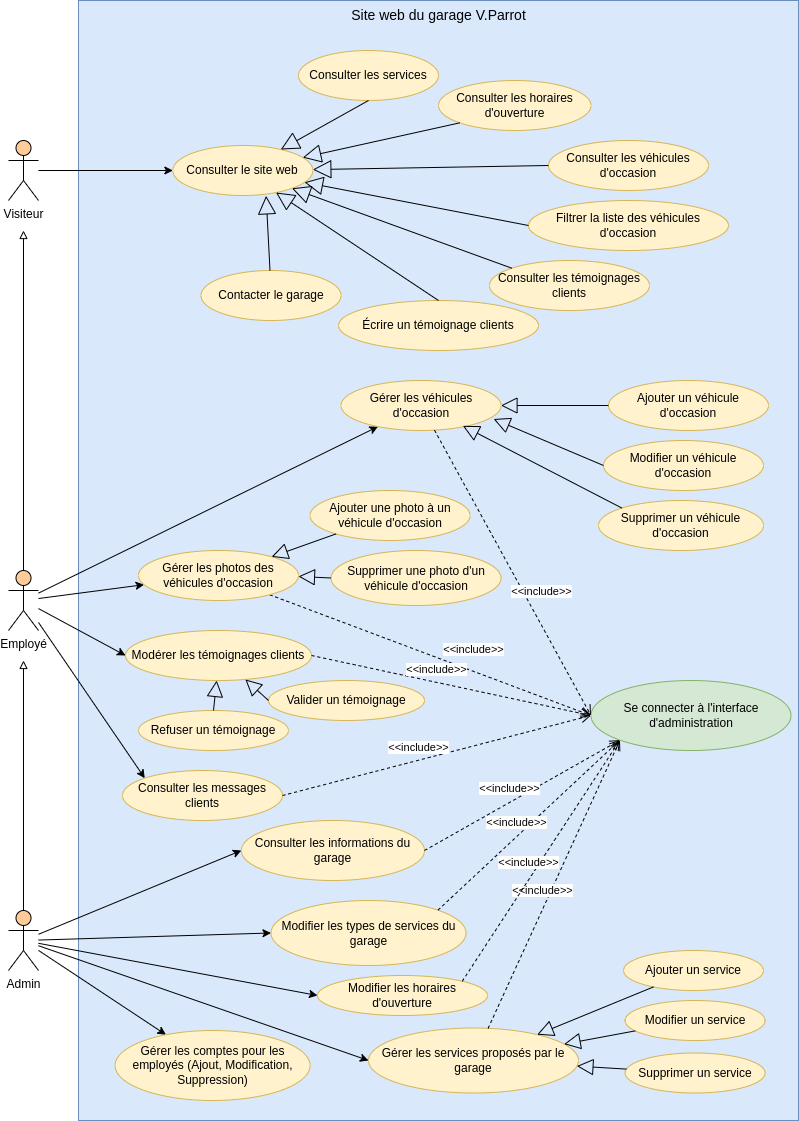 Site web du garage V.Parrot
Consulter les services
Consulter les horaires
d'ouverture
Consulter le site web
Consulter les véhicules
d'occasion
Visiteur
Filtrer la liste des véhicules
d'occasion
Consulter les témoignages
clients
Contacter le garage
Écrire un témoignage clients
Gérer les véhicules
d'occasion
Ajouter un véhicule
d'occasion
Modifier un véhicule
d'occasion
Supprimer un véhicule
d'occasion
Ajouter une photo à un
véhicule d'occasion
Gérer les photos des
véhicules d'occasion
Supprimer une photo d'un
véhicule d'occasion
<<include>>
Employé
Modérer les témoignages clients
<<include>>
<<include>>
Valider un témoignage
Refuser un témoignage
Se connecter à l'interface
d'administration
<<include>>
Consulter les messages
clients
<<include>>
<<include>>
Consulter les informations du
garage
<<include>>
<<include>>
Modifier les types de services du
garage
Admin
Modifier les horaires
d'ouverture
Ajouter un service
Modifier un service
Gérer les comptes pour les
employés (Ajout, Modification,
Suppression)
Gérer les services proposés par le
garage
Supprimer un service